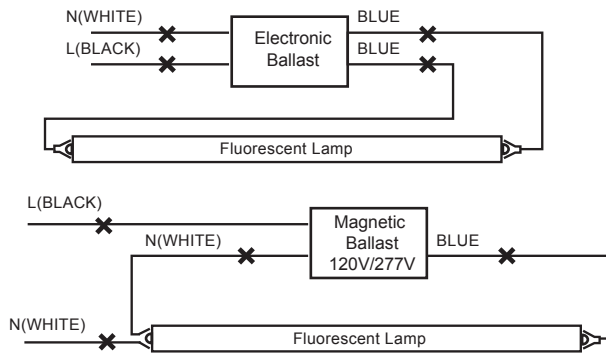 N(WHITE)
BLUE
Electronic
Ballast
L(BLACK)
BLUE
Fluorescent Lamp
L(BLACK)
Magnetic
Ballast
120V/277V
N(WHITE)
BLUE
N(WHITE)
Fluorescent Lamp